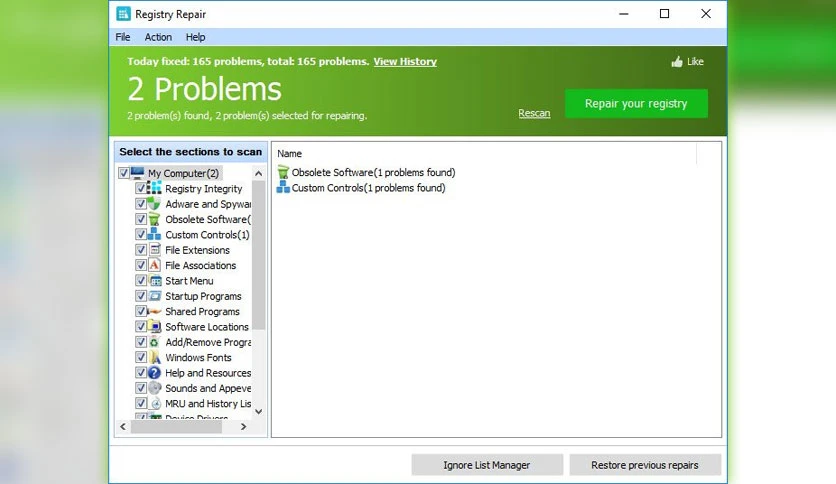 Registry Repair
File Action Help
Today fixed: 165 problems, total: 165 problems. View History
Like
2 Problems
2 problem(s) found, 2 problem(s) selected for repairing.
Rescan
Repair your registry
Select the sections to scan
My Computer(2)
Registry Integrity
Adware and Spywar
Obsolete Software(
Custom Controls(1)
File Extensions
File Associations
Start Menu
Startup Programs
Shared Programs
Software Locations
Add/Remove Progra
Windows Fonts
Help and Resources
Sounds and Appeve
MRU and History Lis
Device Drivers
Name
Obsolete Software(1 problems found)
Custom Controls(1 problems found)
Ignore List Manager
Restore previous repairs